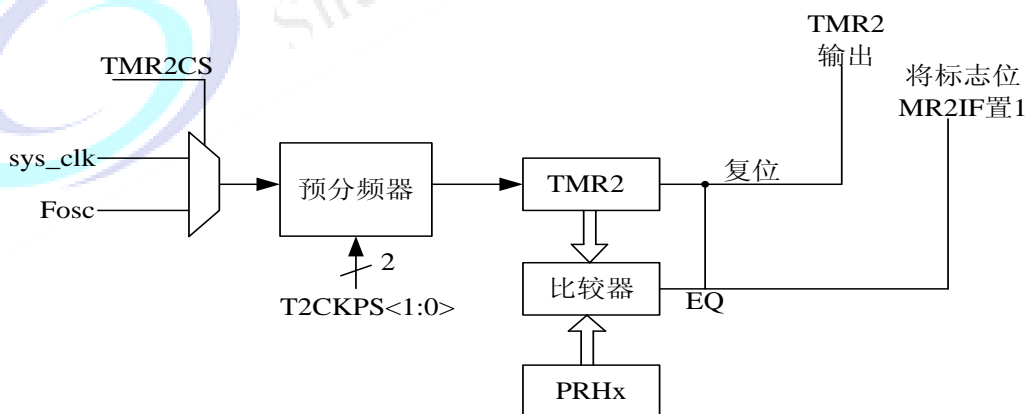 TMR2
输出
将标志位
MR2IF置1
TMR2CS
sys_clk
Fosc
预分频器
TMR2
复位
2
T2CKPS<1:0>
比较器
EQ
PRHx